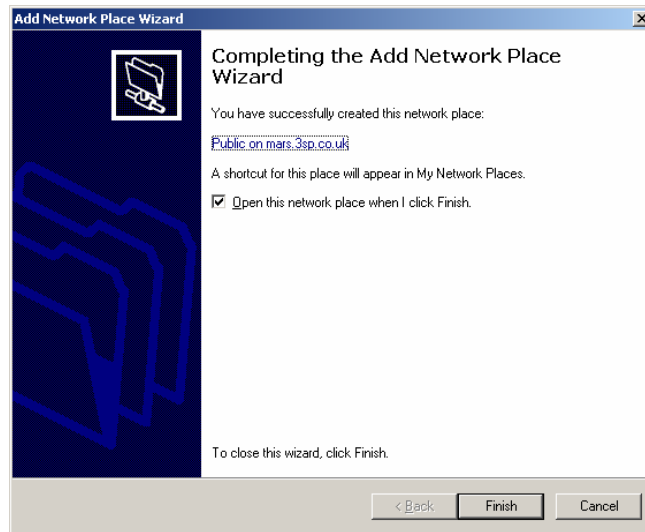 Add Network Place Wizard
Completing the Add Network Place
Wizard
You have successfully created this network place:
Public on mars.3sp.co.uk
A shortcut for this place will appear in My Network Places.
Open this network place when I click Finish.
To close this wizard, click Finish.
< Back Finish Cancel